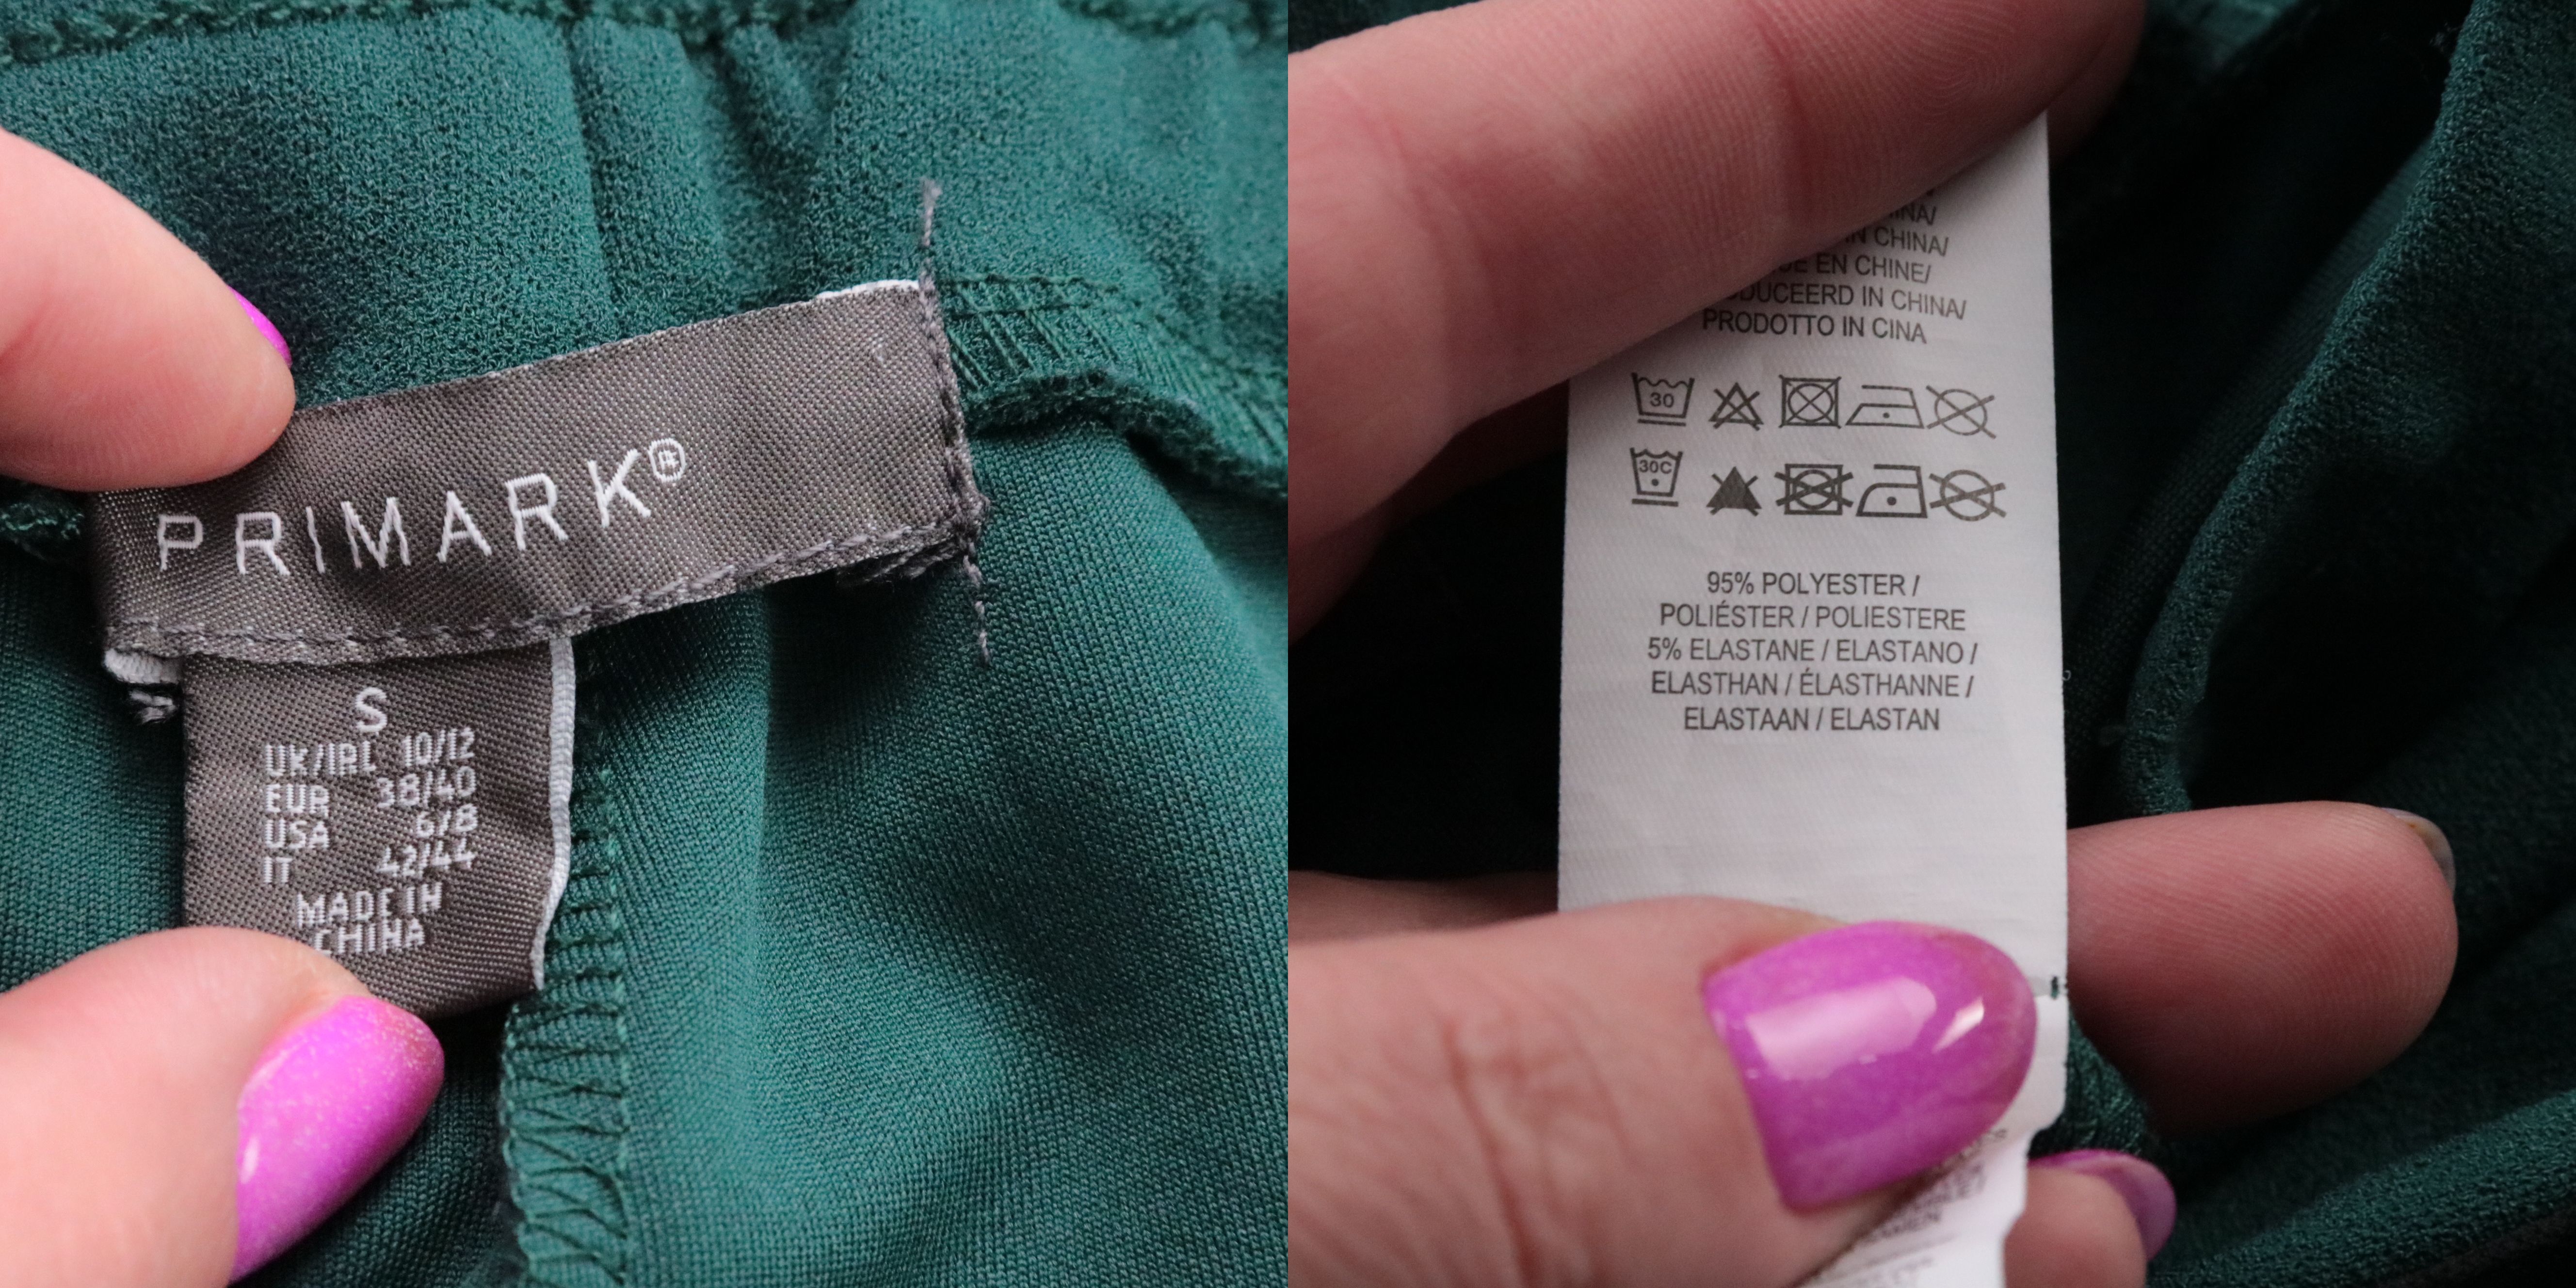 PRIMARK®
S
UK/IRL 10/12
EUR 38/40
USA 6/8
IT 42/44
MADE IN
CHINA
IN CHINA/
EN CHINE/
IN CHINA/
PRODOTTO IN CINA
30
30C
95% POLYESTER /
POLIÉSTER / POLIESTERE
5% ELASTANE / ELASTANO /
ELASTHAN / ÉLASTHANNE /
ELASTAAN / ELASTAN